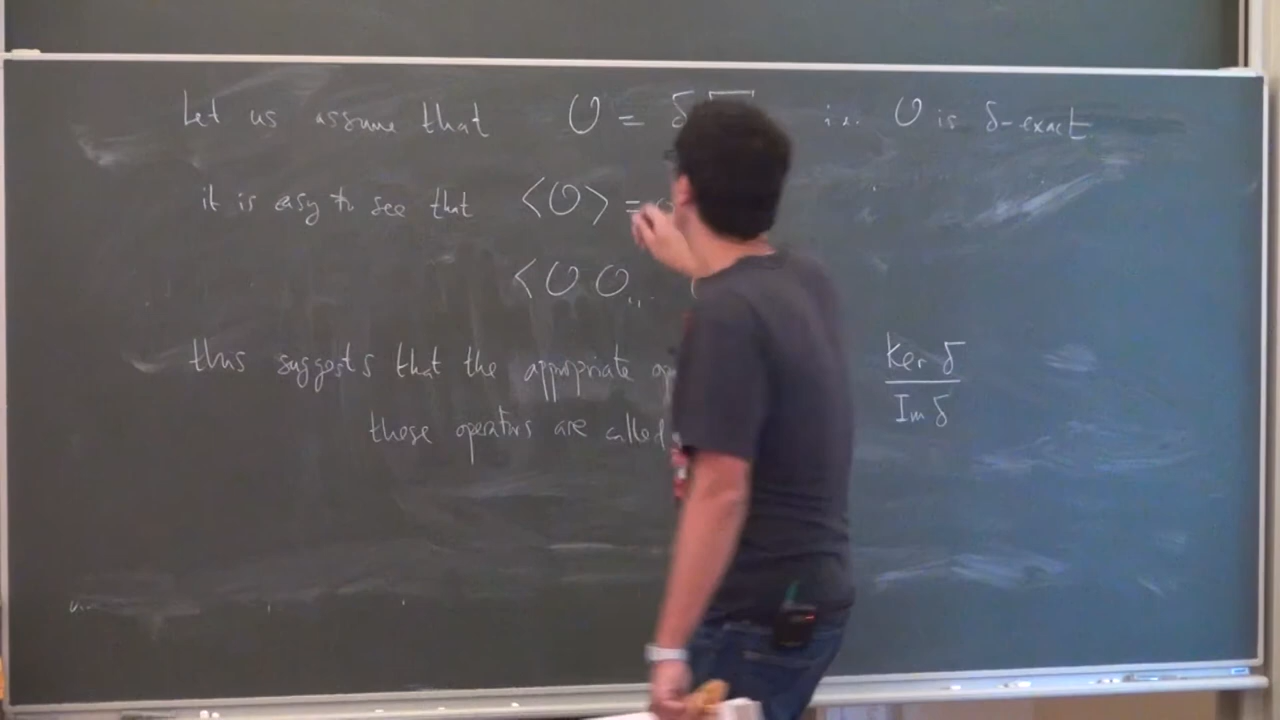 Let us assume that O = δ i.e. O is δ-exact.
it is easy to see that <O> =
<O O...
this suggests that the appropriate Ker δ / Im δ
those operators are called